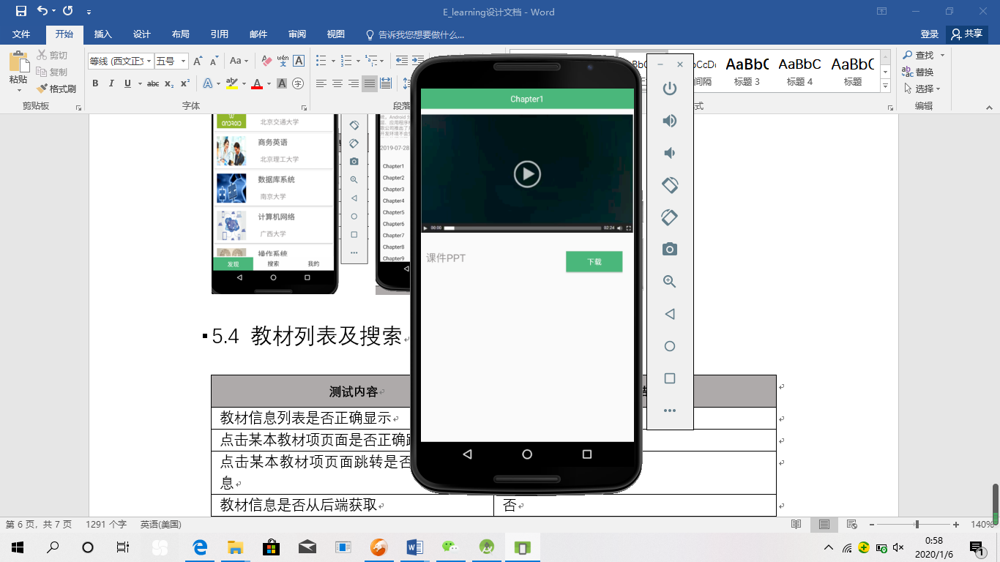 E_learning设计文档 - Word
文件
开始
插入
设计
布局
引用
邮件
审阅
视图
告诉我您想要做什么...
登录
共享
粘贴
剪切
复制
格式刷
等线 (西文正
五号
Aa
wén
文
A
B I U abc x₂ x²
A
A
A
字
AaBbC
AaBbC
AaBbC
间隔
标题 3
标题 4
标题
查找
替换
选择
剪贴板
字体
段落
式
编辑
ANDROID
北京交通大学
商务英语
北京理工大学
数据库系统
南京大学
计算机网络
广西大学
操作系统
发现
搜索
我的
开发环境不会
2019-07-28
Chapter1
Chapter2
Chapter3
Chapter4
Chapter5
Chapter6
Chapter7
Chapter8
Chapter9
Chapter1
00:00
02:24
课件PPT
下载
5.4 教材列表及搜索
测试内容
教材信息列表是否正确显示
点击某本教材项页面是否正确
点击某本教材项页面跳转是否
息
教材信息是否从后端获取
否
第 6 页，共 7 页
1291 个字
英语(美国)
140%
0:58
2020/1/6
1